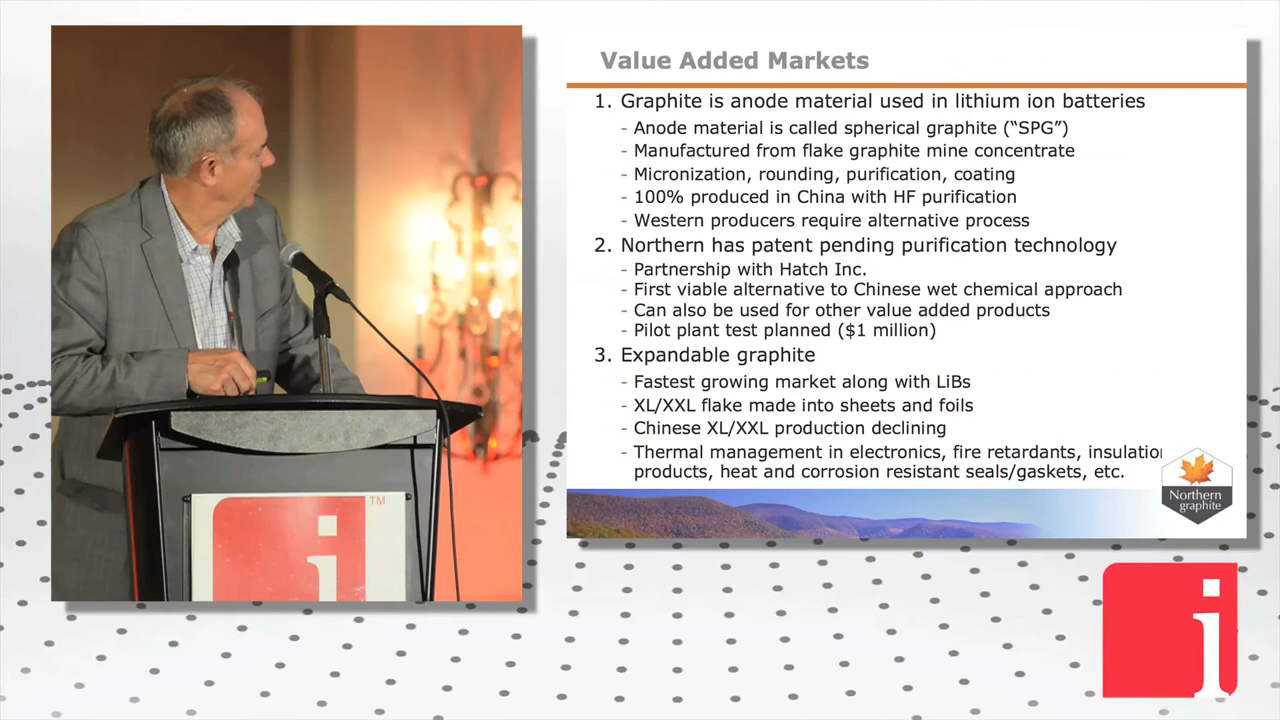 Value Added Markets
1. Graphite is anode material used in lithium ion batteries
- Anode material is called spherical graphite (“SPG”)
- Manufactured from flake graphite mine concentrate
- Micronization, rounding, purification, coating
- 100% produced in China with HF purification
- Western producers require alternative process
2. Northern has patent pending purification technology
- Partnership with Hatch Inc.
- First viable alternative to Chinese wet chemical approach
- Can also be used for other value added products
- Pilot plant test planned ($1 million)
3. Expandable graphite
- Fastest growing market along with LiBs
- XL/XXL flake made into sheets and foils
- Chinese XL/XXL production declining
- Thermal management in electronics, fire retardants, insulation
products, heat and corrosion resistant seals/gaskets, etc.
Northern
graphite
i
TM
i